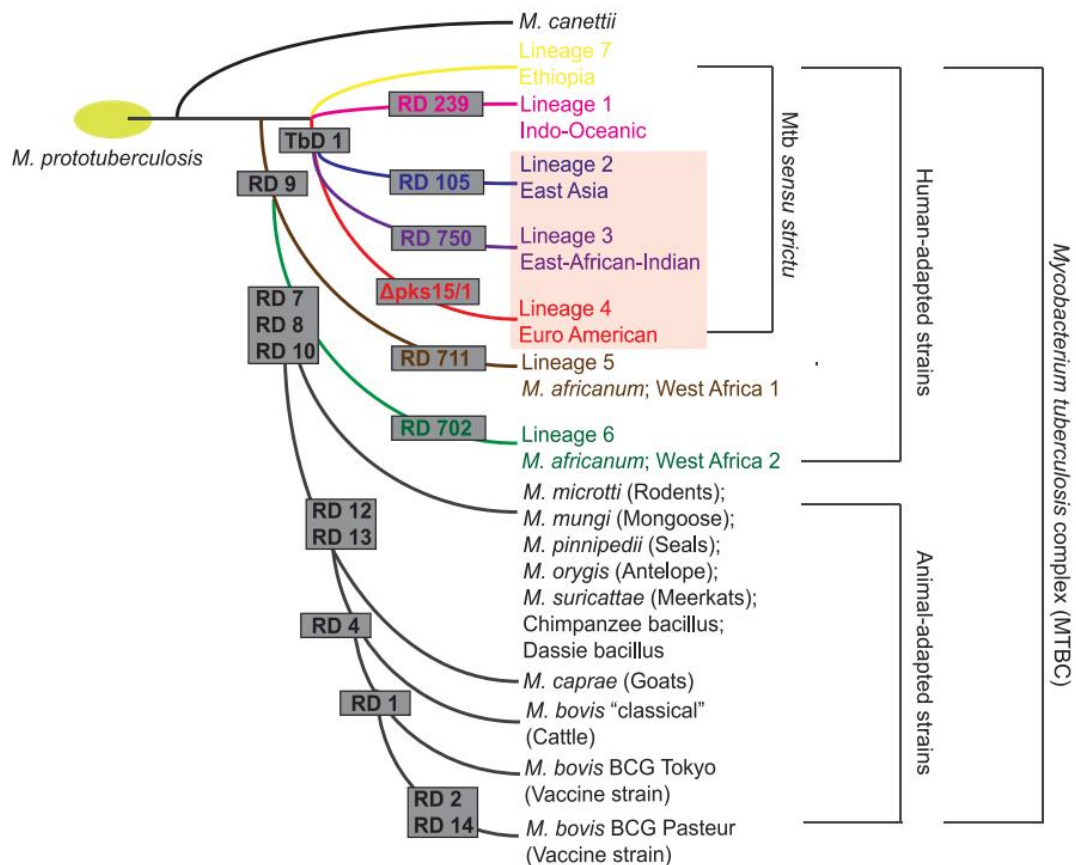 M. canettii
Lineage 7
Ethiopia
RD 239
Lineage 1
Indo-Oceanic
M. prototuberculosis
TbD 1
RD 9
RD 105
Lineage 2
East Asia
RD 750
Lineage 3
East-African-Indian
Δpks15/1
Lineage 4
Euro American
RD 7
RD 8
RD 10
RD 711
Lineage 5
M. africanum; West Africa 1
RD 702
Lineage 6
M. africanum; West Africa 2
M. microtti (Rodents);
M. mungi (Mongoose);
M. pinnipedii (Seals);
M. orygis (Antelope);
M. suricattae (Meerkats);
Chimpanzee bacillus;
Dassie bacillus
RD 12
RD 13
RD 4
M. caprae (Goats)
RD 1
M. bovis “classical”
(Cattle)
M. bovis BCG Tokyo
(Vaccine strain)
RD 2
RD 14
M. bovis BCG Pasteur
(Vaccine strain)
Mtb sensu strictu
Human-adapted strains
Animal-adapted strains
Mycobacterium tuberculosis complex (MTBC)